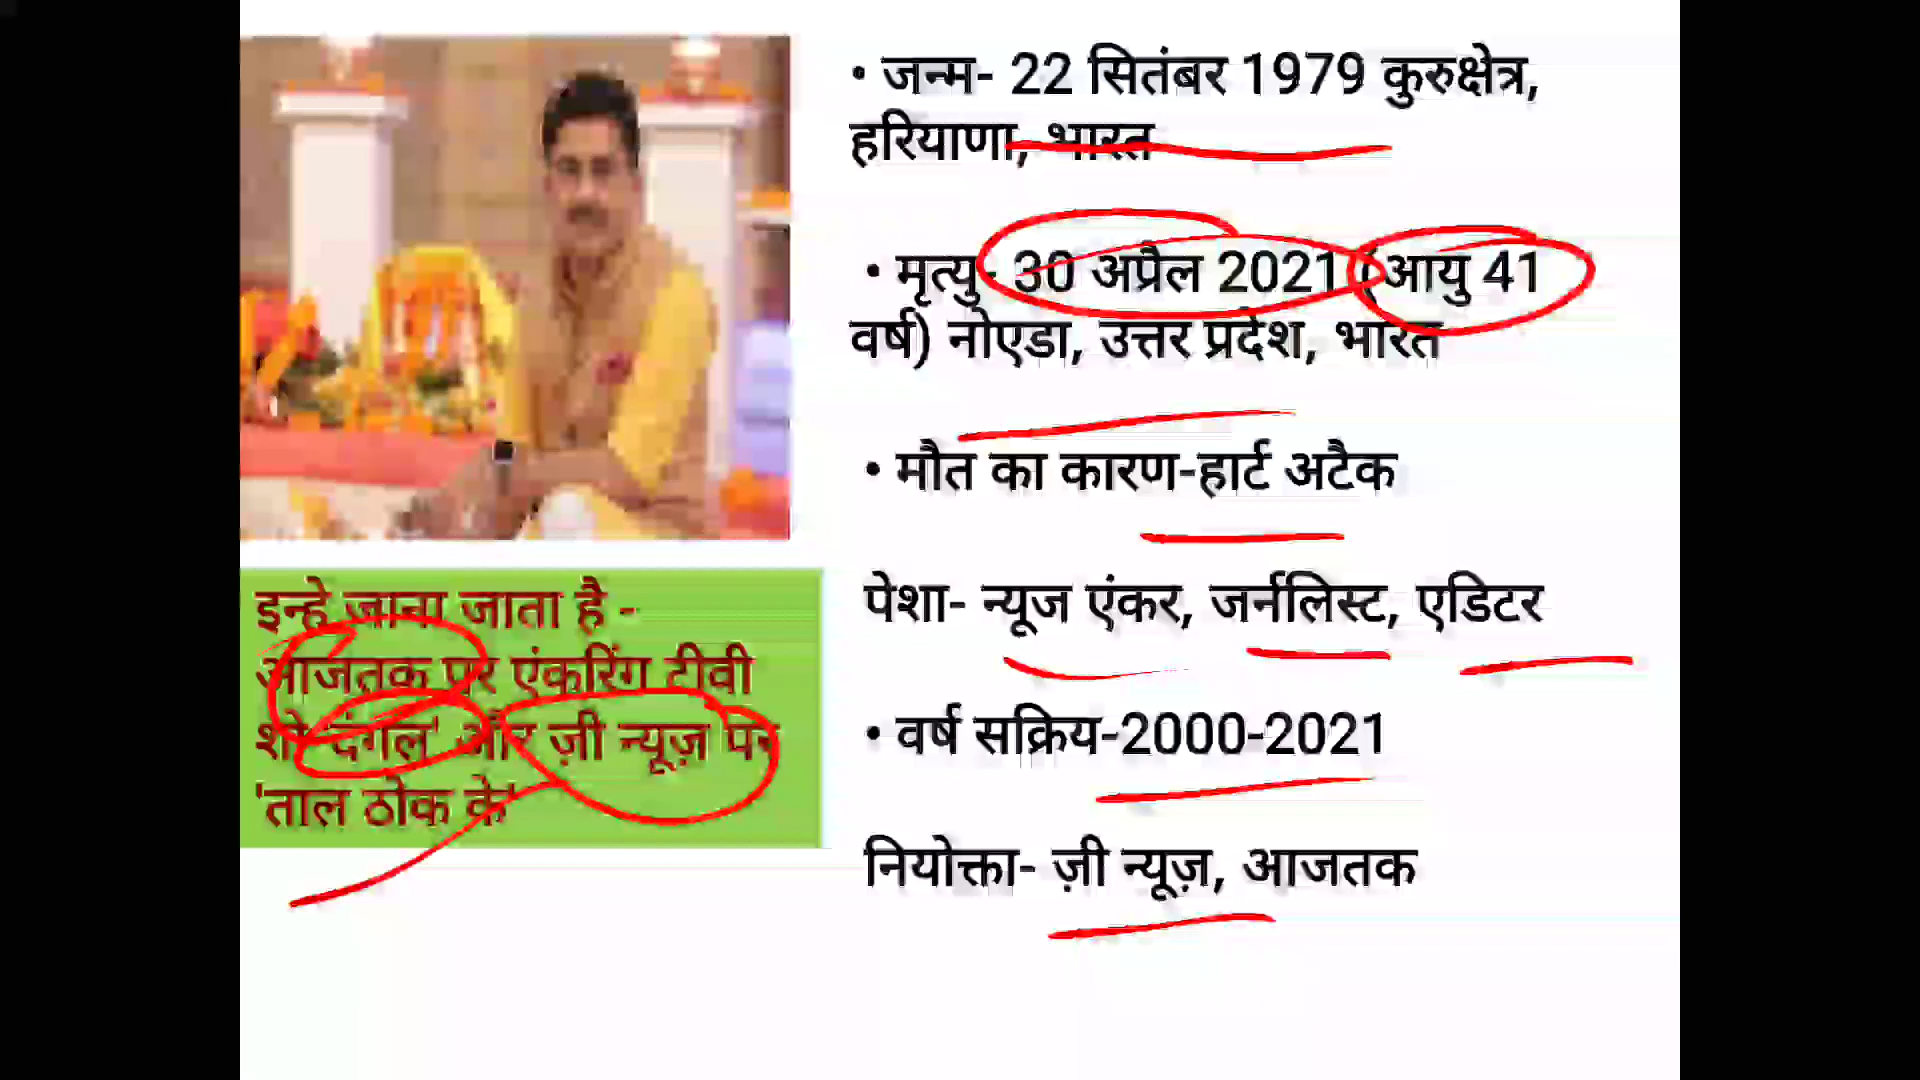 • जन्म- 22 सितंबर 1979 कुरुक्षेत्र,
हरियाणा, भारत
• मृत्यु- 30 अप्रैल 2021 (आयु 41
वर्ष) नोएडा, उत्तर प्रदेश, भारत
• मौत का कारण-हार्ट अटैक
पेशा- न्यूज एंकर, जर्नलिस्ट, एडिटर
• वर्ष सक्रिय-2000-2021
नियोक्ता- ज़ी न्यूज़, आजतक
इन्हे जाना जाता है -
आजतक पर एंकरिंग टीवी
शो 'दंगल' और ज़ी न्यूज़ पर
'ताल ठोक के'